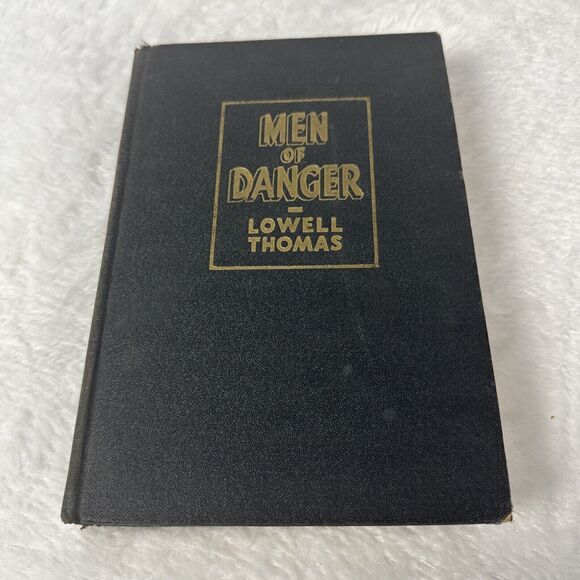 MEN
OF
DANGER
LOWELL
THOMAS